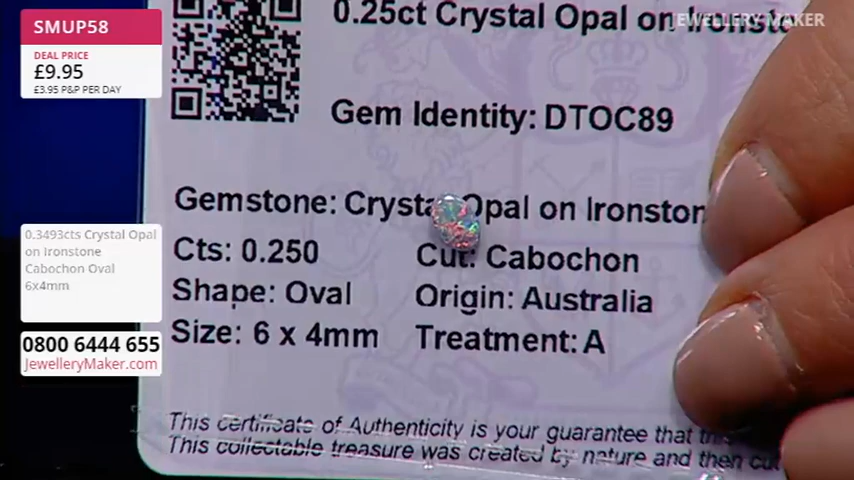 SMUP58
DEAL PRICE
£9.95
£3.95 P&P PER DAY
0.25ct Crystal Opal on Ironsto
JEWELLERY MAKER
Gem Identity: DTOC89
Gemstone: Crysta Opal on Ironston
Cts: 0.250
Cut: Cabochon
Shape: Oval
Origin: Australia
Size: 6 x 4mm
Treatment: A
0.3493cts Crystal Opal
on Ironstone
Cabochon Oval
6x4mm
0800 6444 655
JewelleryMaker.com
This certificate of Authenticity is your guarantee that
This collectable treasure was created by nature and then cut